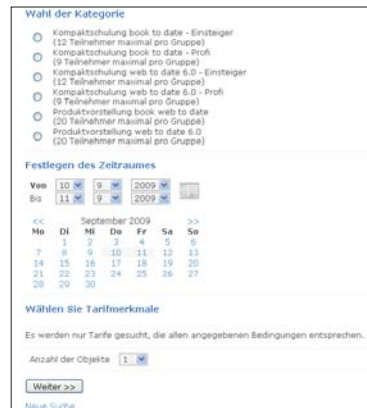 Wahl der Kategorie
Kompaktschulung book to date - Einsteiger
(12 Teilnehmer maximal pro Gruppe)
Kompaktschulung book to date - Profi
(9 Teilnehmer maximal pro Gruppe)
Kompaktschulung web to date 6.0 - Einsteiger
(12 Teilnehmer maximal pro Gruppe)
Kompaktschulung web to date 6.0 - Profi
(9 Teilnehmer maximal pro Gruppe)
Produktvorstellung book web to date
(20 Teilnehmer maximal pro Gruppe)
Produktvorstellung web to date 6.0
(20 Teilnehmer maximal pro Gruppe)
Festlegen des Zeitraumes
Von 10 9 2009
Bis 11 9 2009
<< September 2009 >>
Mo Di Mi Do Fr Sa So
1 2 3 4 5 6
7 8 9 10 11 12 13
14 15 16 17 18 19 20
21 22 23 24 25 26 27
28 29 30
Wählen Sie Tarifmerkmale
Es werden nur Tarife gesucht, die allen angegebenen Bedingungen entsprechen.
Anzahl der Objekte 1
Weiter >>
Neue Suche